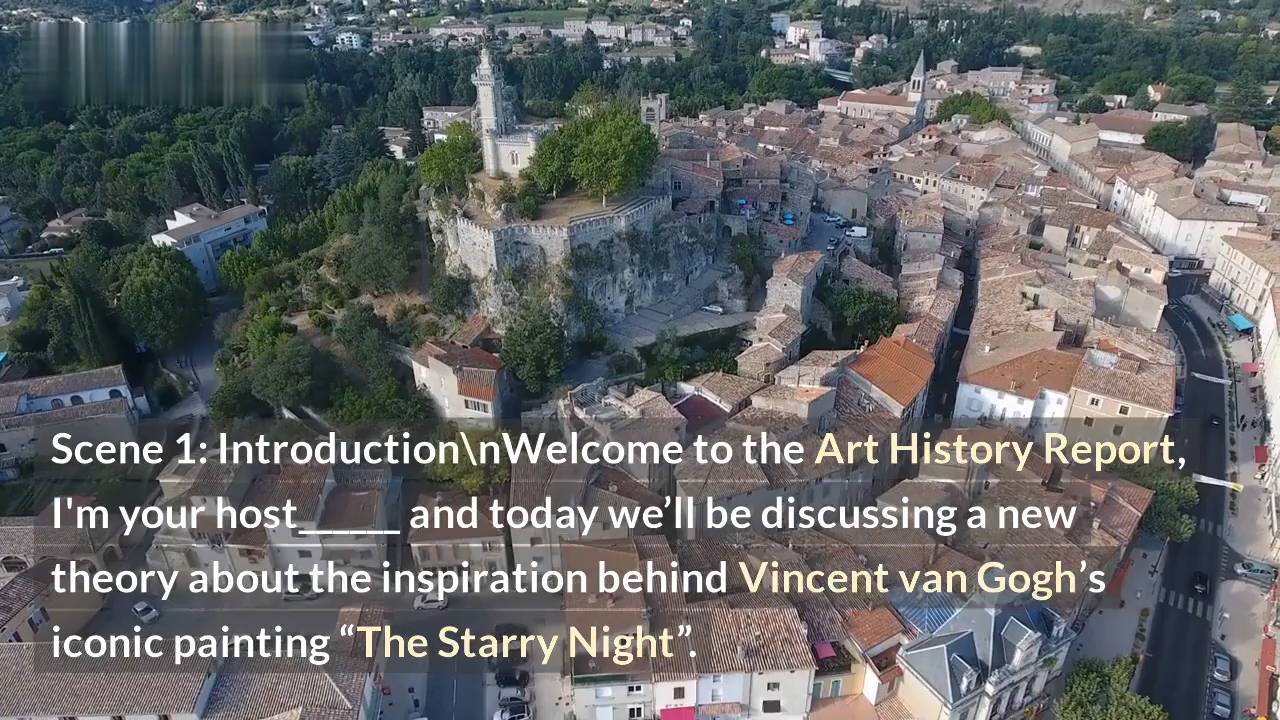 Scene 1: Introduction\nWelcome to the Art History Report,
I'm your host_____ and today we’ll be discussing a new
theory about the inspiration behind Vincent van Gogh’s
iconic painting “The Starry Night”.